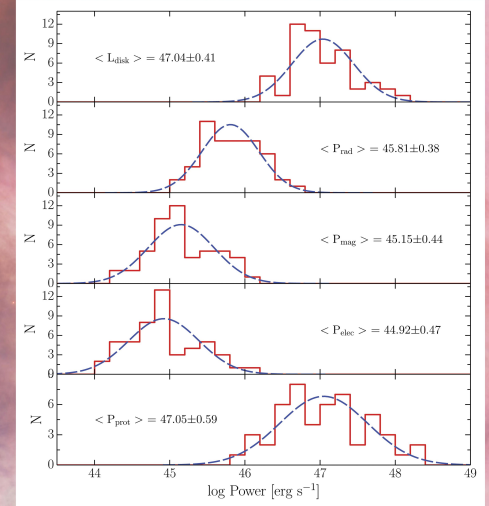 12
9
6
3
0
N
< L_disk > = 47.04±0.41
12
9
6
3
0
N
< P_rad > = 45.81±0.38
12
9
6
3
0
N
< P_mag > = 45.15±0.44
12
9
6
3
0
N
< P_elec > = 44.92±0.47
6
3
0
N
< P_prot > = 47.05±0.59
44 45 46 47 48 49
log Power [erg s⁻¹]